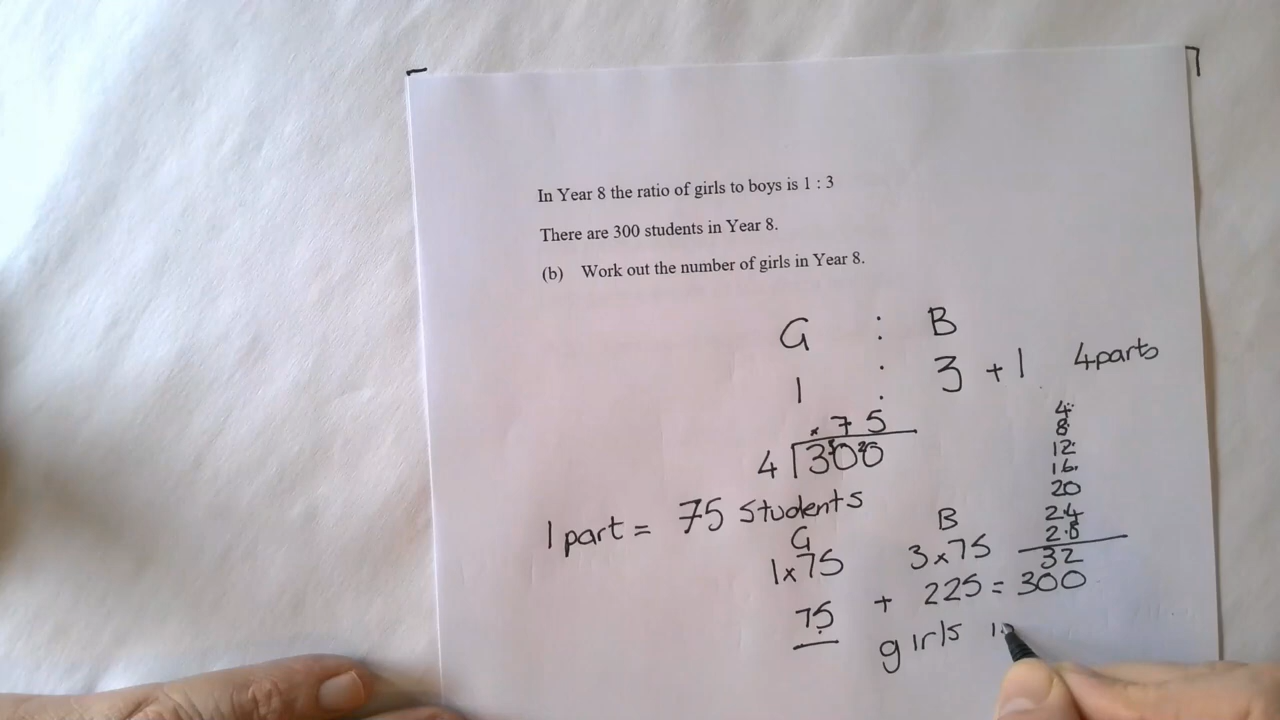 In Year 8 the ratio of girls to boys is 1 : 3
There are 300 students in Year 8.
(b) Work out the number of girls in Year 8.
G : B
1 : 3 + 1 4parts
4
8
12
16
20
24
28
32
x 7 5
4 300
1 part = 75 students
G B
1x75 3x75
75 + 225 = 300
girls